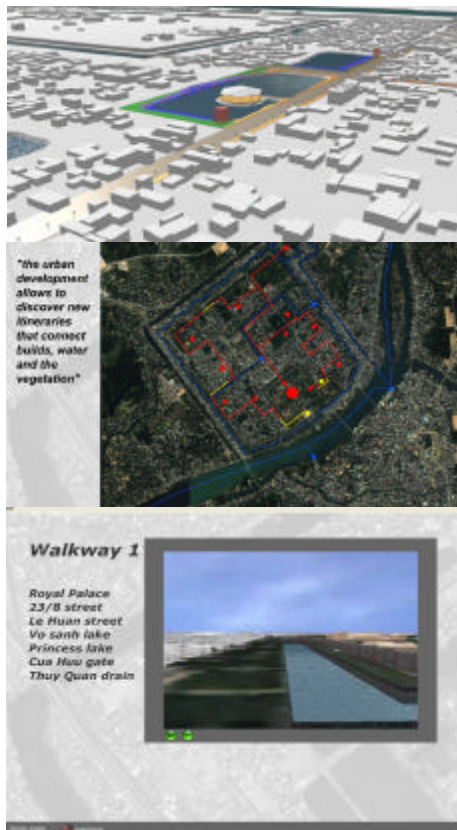 "the urban
development
allows to
discover new
itineraries
that connect
builds, water
and the
vegetation"
Walkway 1
Royal Palace
23/8 street
Le Huan street
Vo sanh lake
Princess lake
Cua Huu gate
Thuy Quan drain